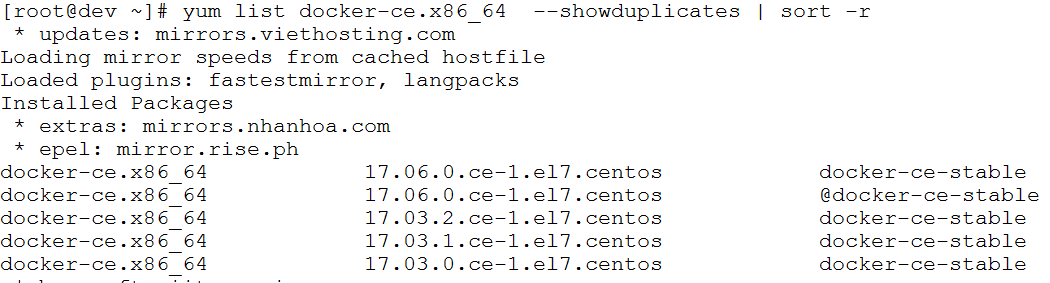 [root@dev ~]# yum list docker-ce.x86_64  --showduplicates | sort -r
 * updates: mirrors.viethosting.com
Loading mirror speeds from cached hostfile
Loaded plugins: fastestmirror, langpacks
Installed Packages
 * extras: mirrors.nhanhoa.com
 * epel: mirror.rise.ph
docker-ce.x86_64            17.06.0.ce-1.el7.centos            docker-ce-stable
docker-ce.x86_64            17.06.0.ce-1.el7.centos            @docker-ce-stable
docker-ce.x86_64            17.03.2.ce-1.el7.centos            docker-ce-stable
docker-ce.x86_64            17.03.1.ce-1.el7.centos            docker-ce-stable
docker-ce.x86_64            17.03.0.ce-1.el7.centos            docker-ce-stable